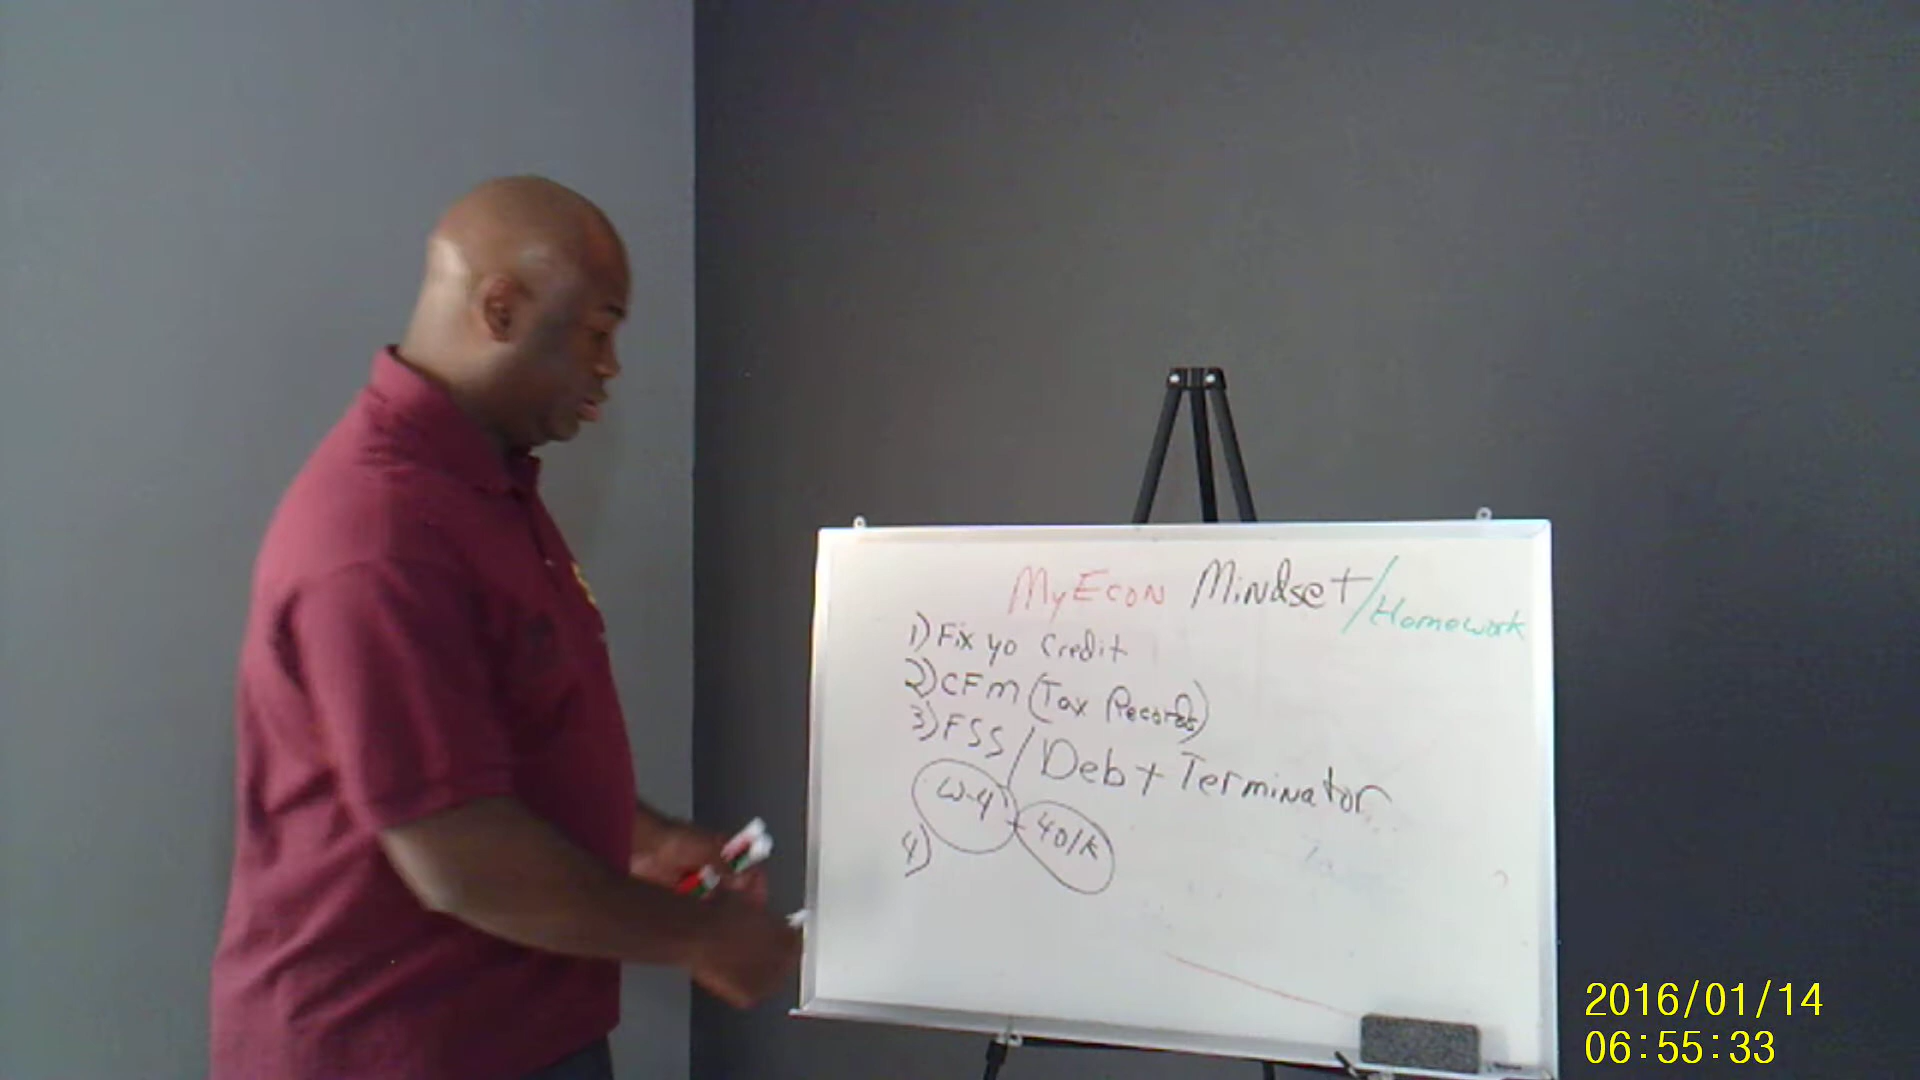 MyEcon Mindset/Homework
1) Fix yo Credit
2) CFM (Tax Records)
3) FSS / Debt Terminator
W-4 + 401k
4)
2016/01/14
06:55:33